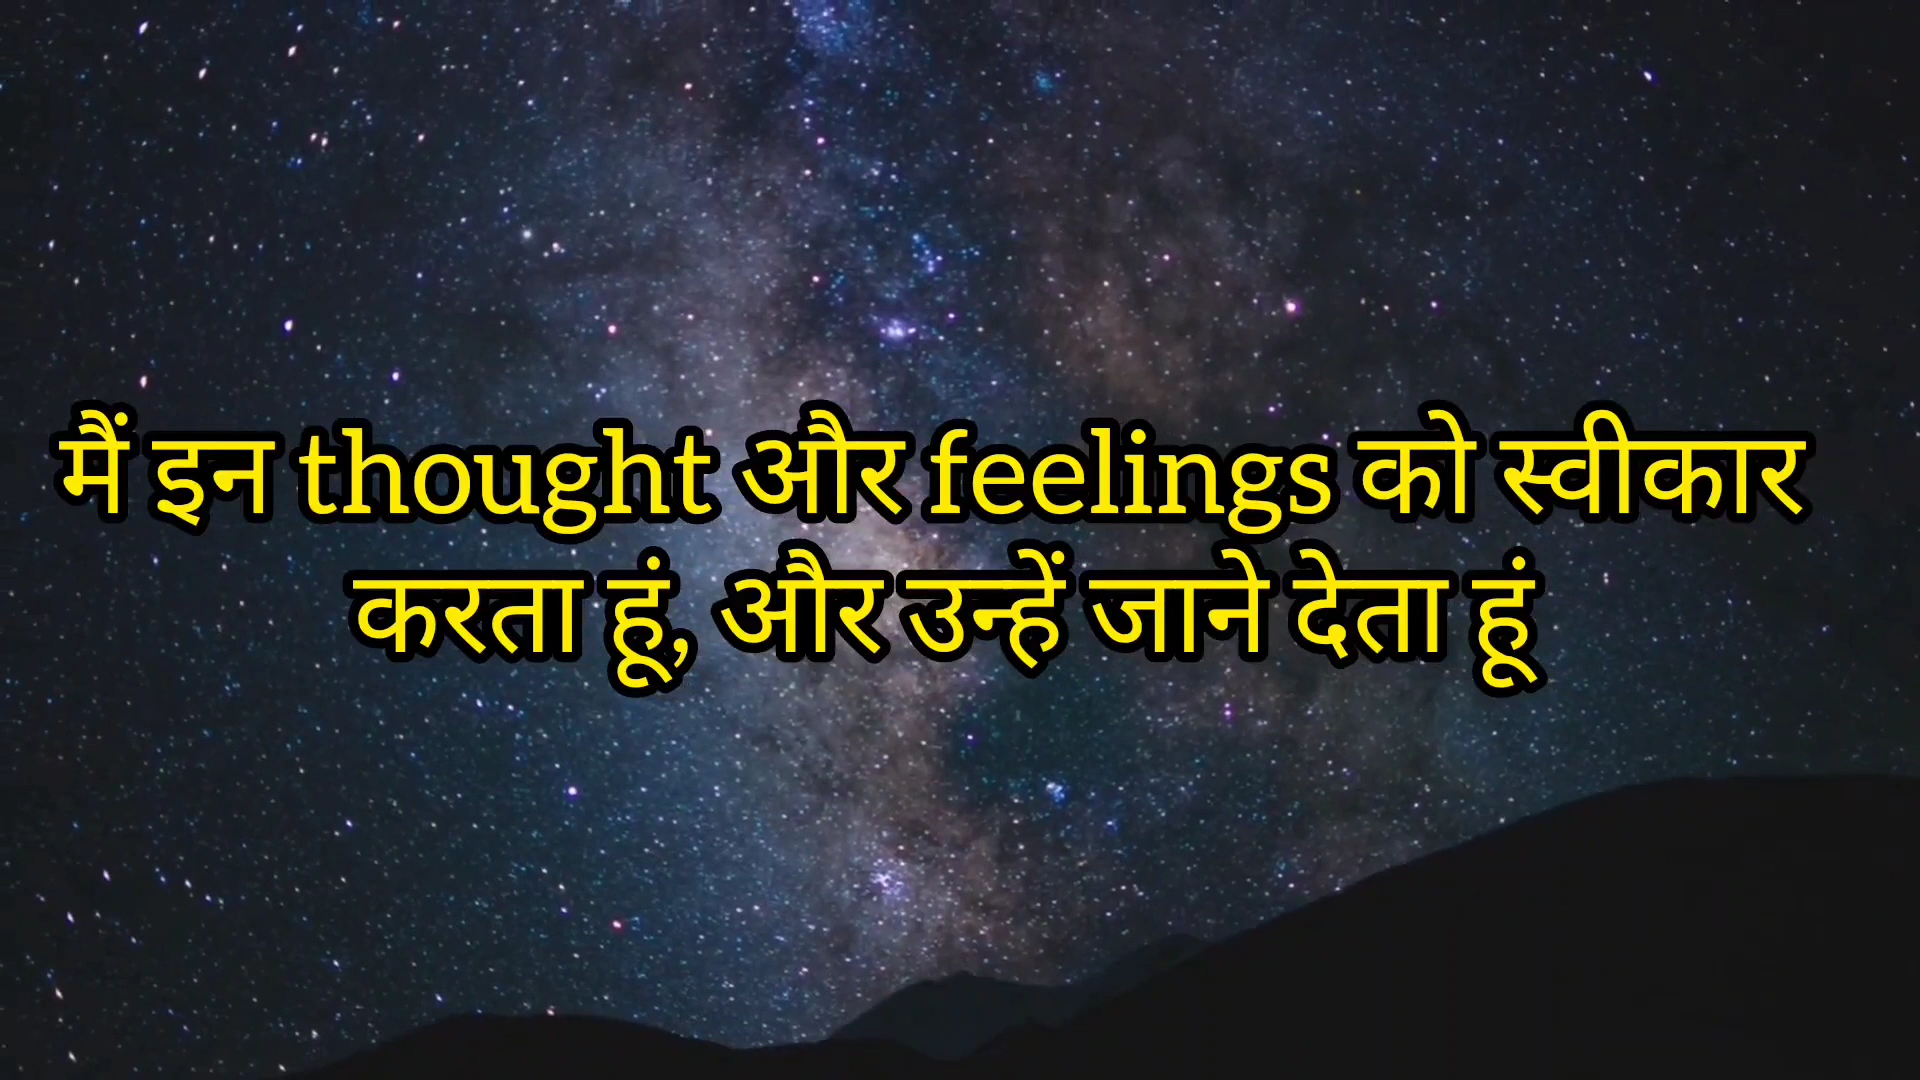 मैं इन thought और feelings को स्वीकार
करता हूं, और उन्हें जाने देता हूं